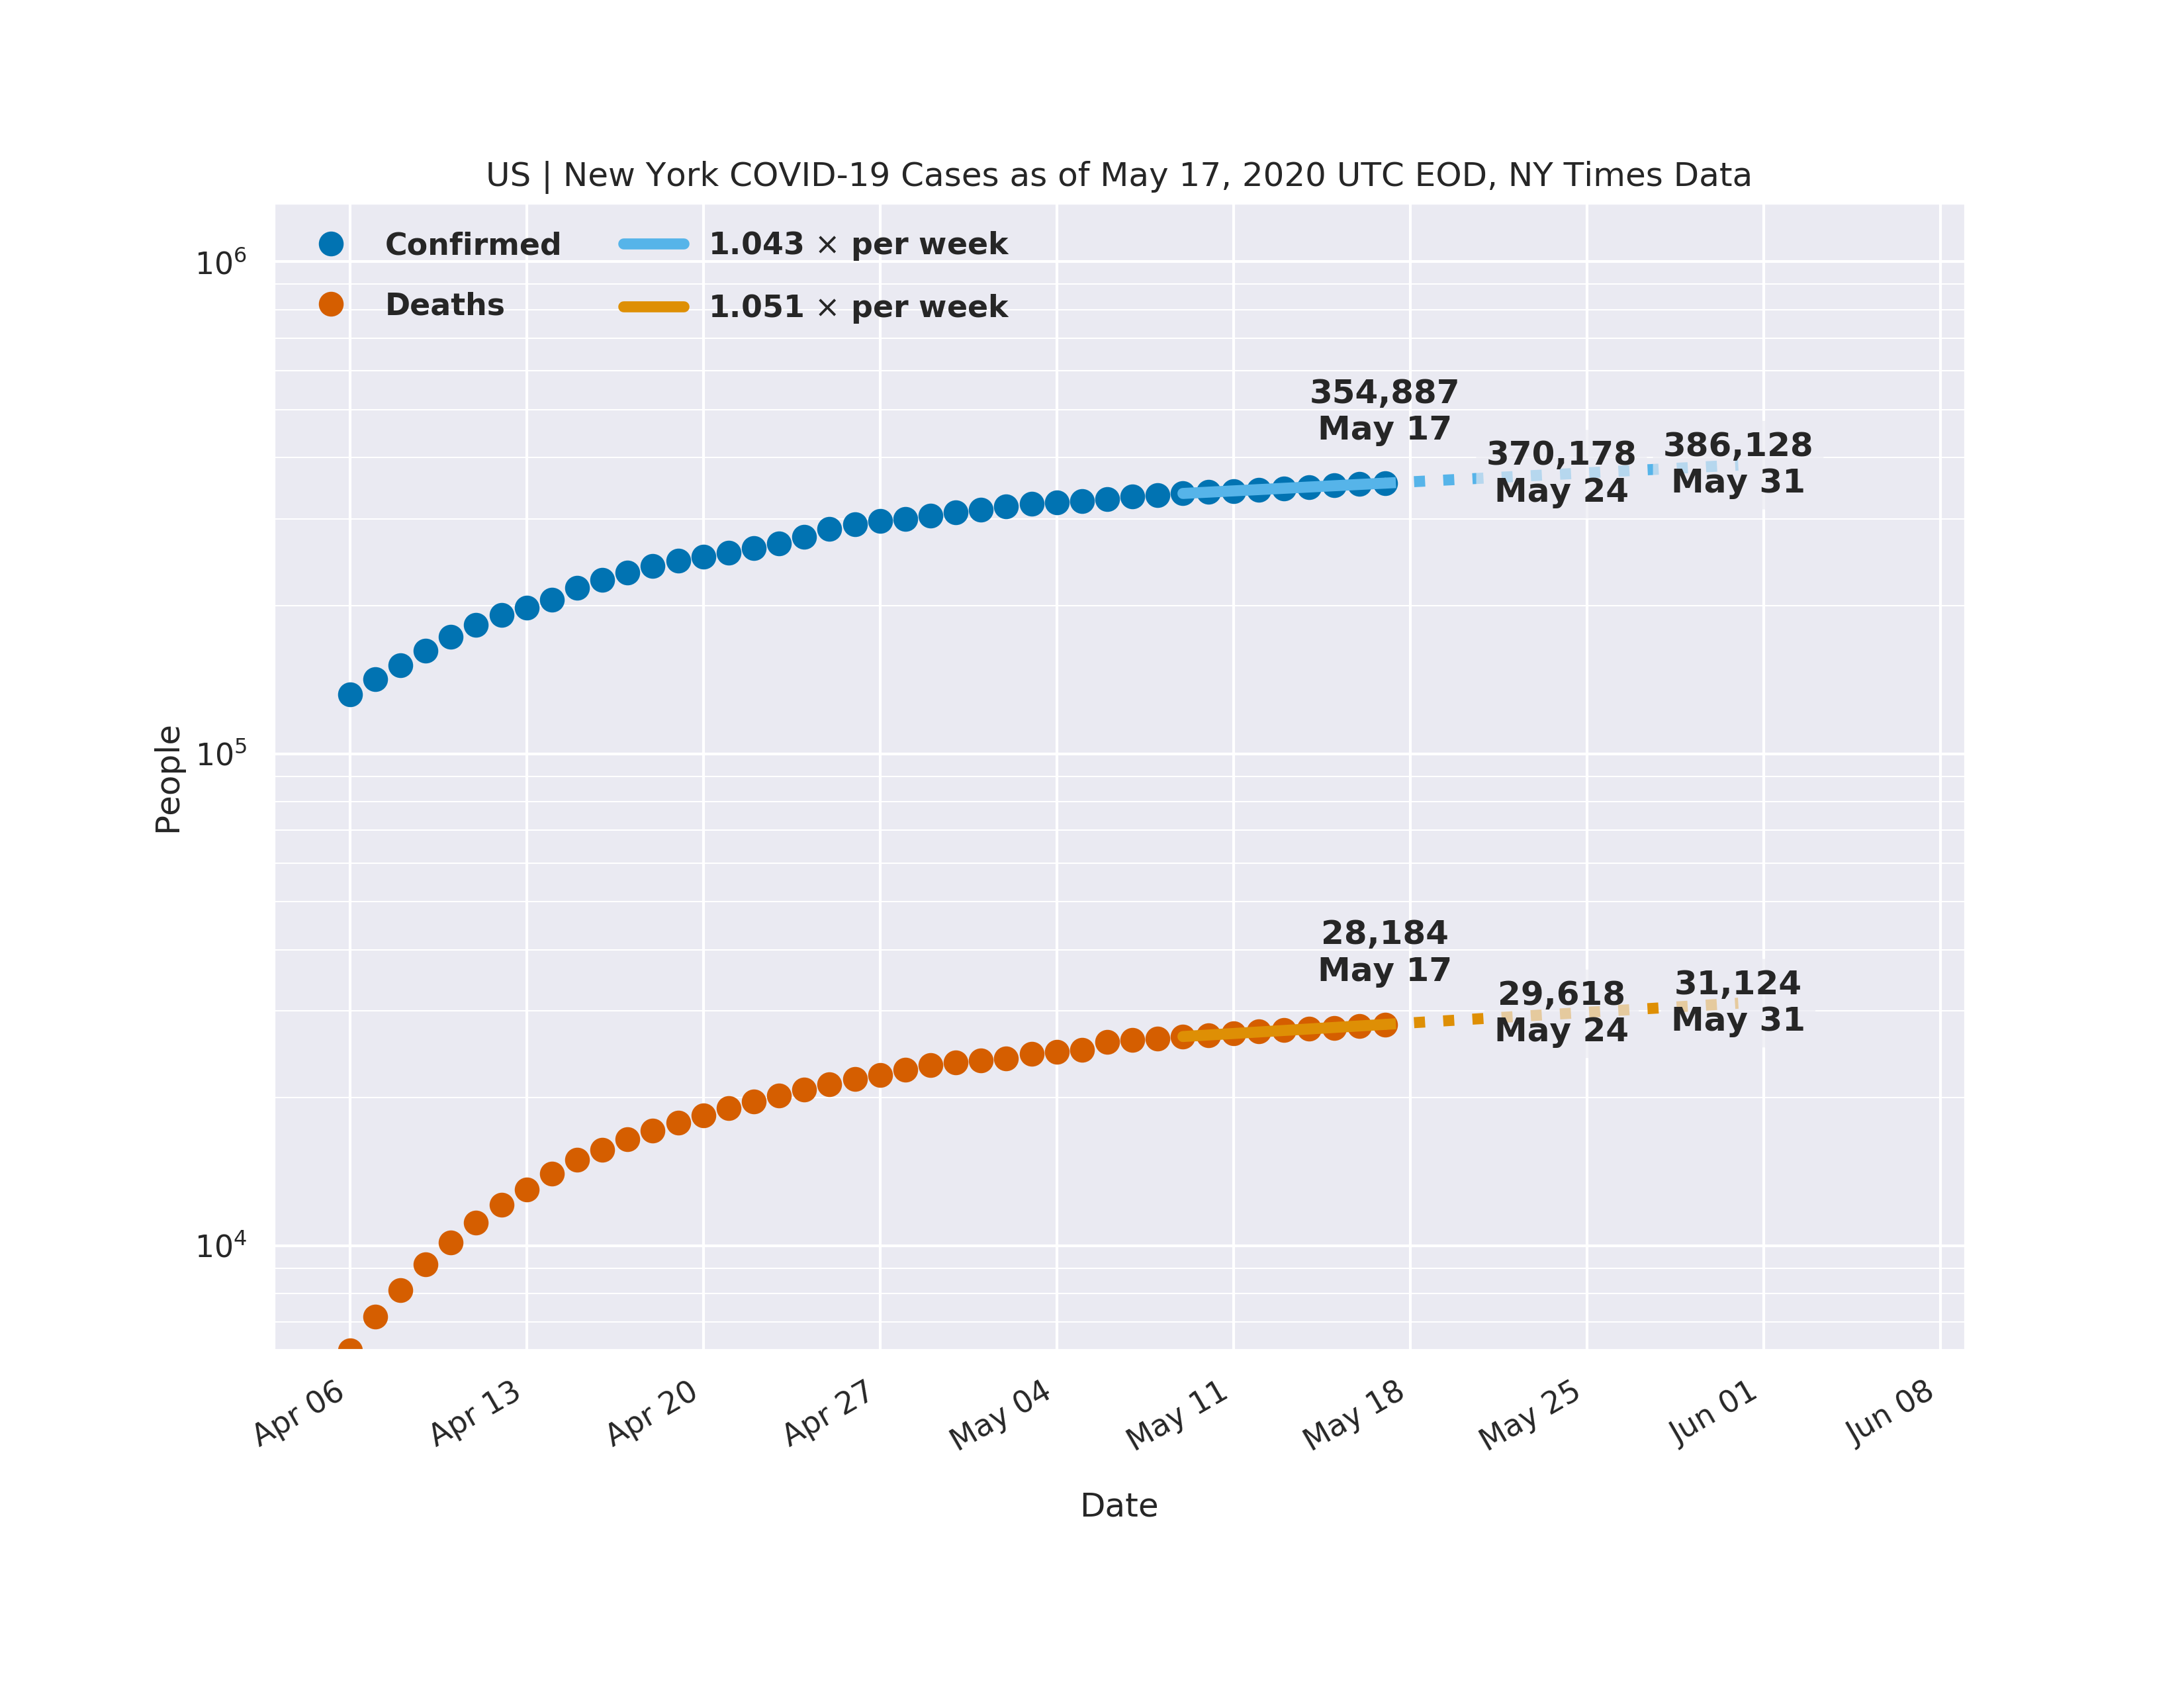 US | New York COVID-19 Cases as of May 17, 2020 UTC EOD, NY Times Data
Confirmed
1.043 × per week
Deaths
1.051 × per week
10⁶
10⁵
10⁴
People
354,887
May 17
370,178
May 24
386,128
May 31
28,184
May 17
29,618
May 24
31,124
May 31
Apr 06
Apr 13
Apr 20
Apr 27
May 04
May 11
May 18
May 25
Jun 01
Jun 08
Date